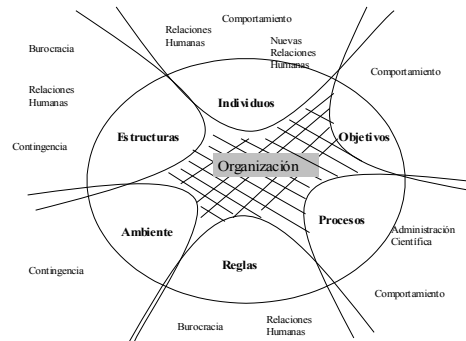 Comportamiento
Relaciones
Humanas
Nuevas
Relaciones
Humanas
Burocracia
Comportamiento
Relaciones
Humanas
Individuos
Estructuras
Objetivos
Contingencia
Organización
Ambiente
Procesos
Administración
Científica
Reglas
Contingencia
Comportamiento
Burocracia
Relaciones
Humanas